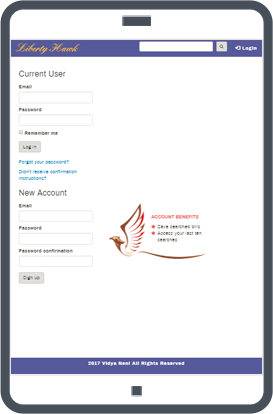 Liberty Hawk
Login
Current User
Email
Password
Remember me
Log in
Forgot your password?
Didn't receive confirmation
instructions?
New Account
Email
Password
Password confirmation
Sign up
ACCOUNT BENEFITS
Save searched bills
Access your last ten
searches
2017 Vidya Neel All Rights Reserved